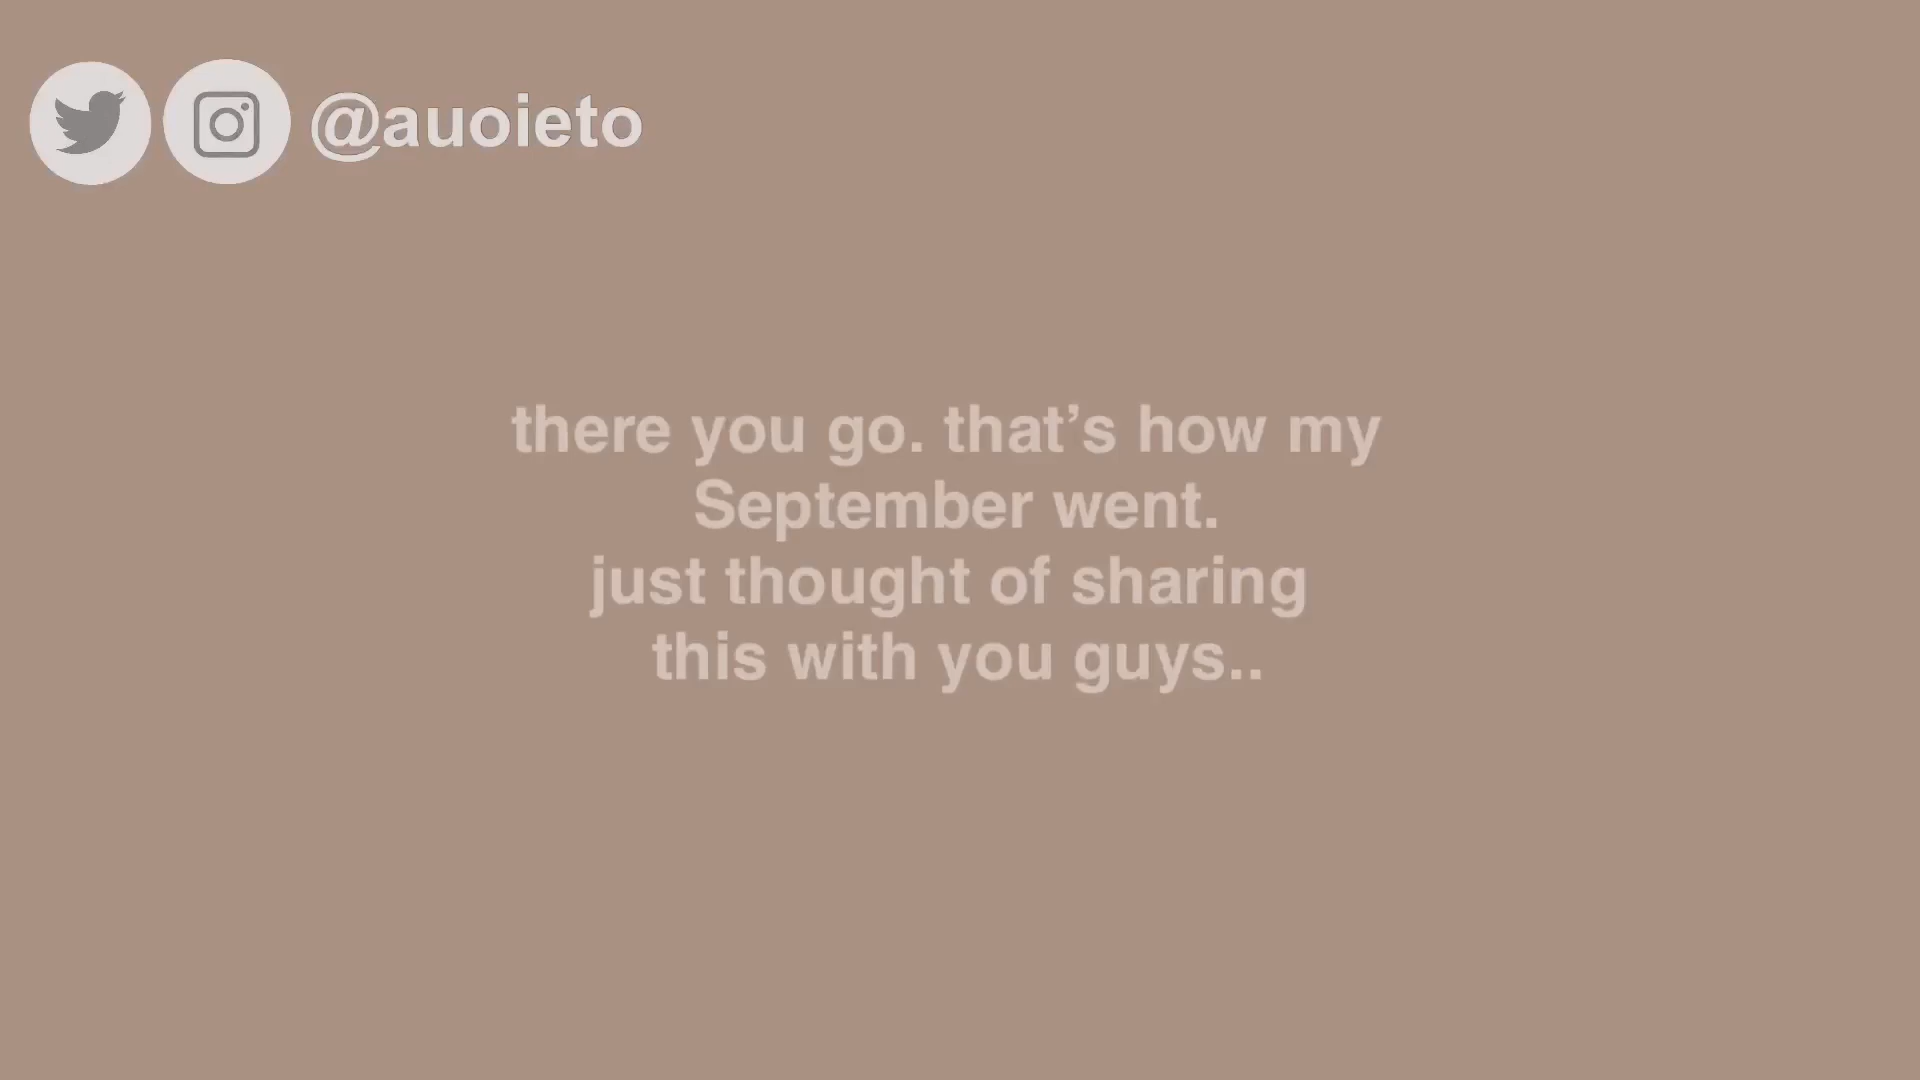 @auoieto
there you go. that’s how my
September went.
just thought of sharing
this with you guys..